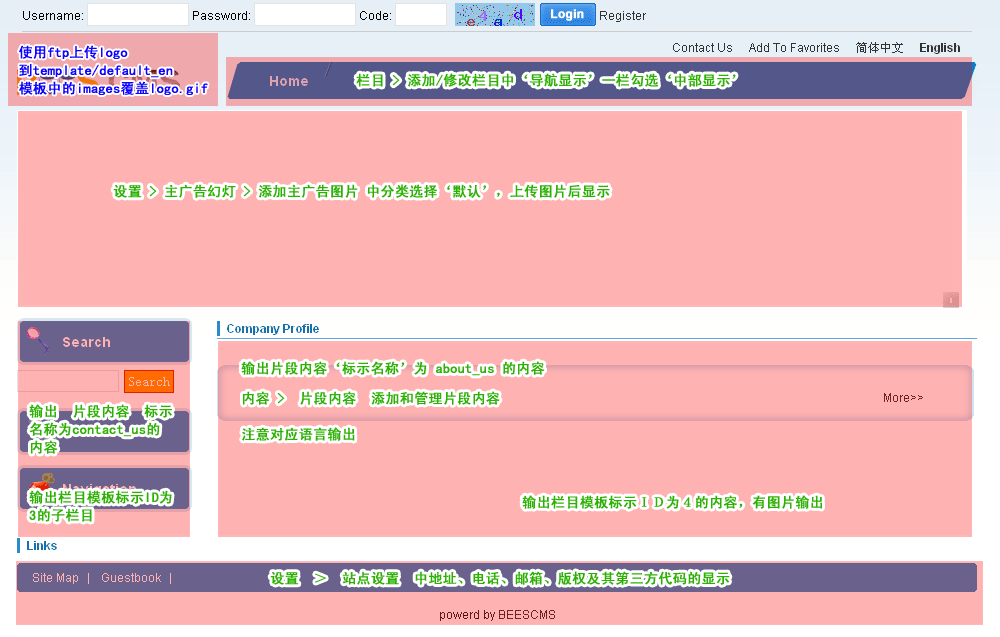 Username: Password: Code: e4ad Login Register
Contact Us Add To Favorites 简体中文 English
使用ftp上传logo
到template/default_en
模板中的images覆盖logo.gif
Home
栏目 > 添加/修改栏目中‘导航显示’一栏勾选‘中部显示’
设置 > 主广告幻灯 > 添加主广告图片 中分类选择‘默认’，上传图片后显示
1
Search
Search
输出 片段内容 标示
名称为contact_us的
内容
Navigation
输出栏目模板标示ID为
3的子栏目
Company Profile
输出片段内容‘标示名称’为 about_us 的内容
内容 > 片段内容 添加和管理片段内容
More>>
注意对应语言输出
输出栏目模板标示ＩＤ为４的内容，有图片输出
Links
Site Map | Guestbook |
设置 > 站点设置 中地址、电话、邮箱、版权及其第三方代码的显示
powerd by BEESCMS